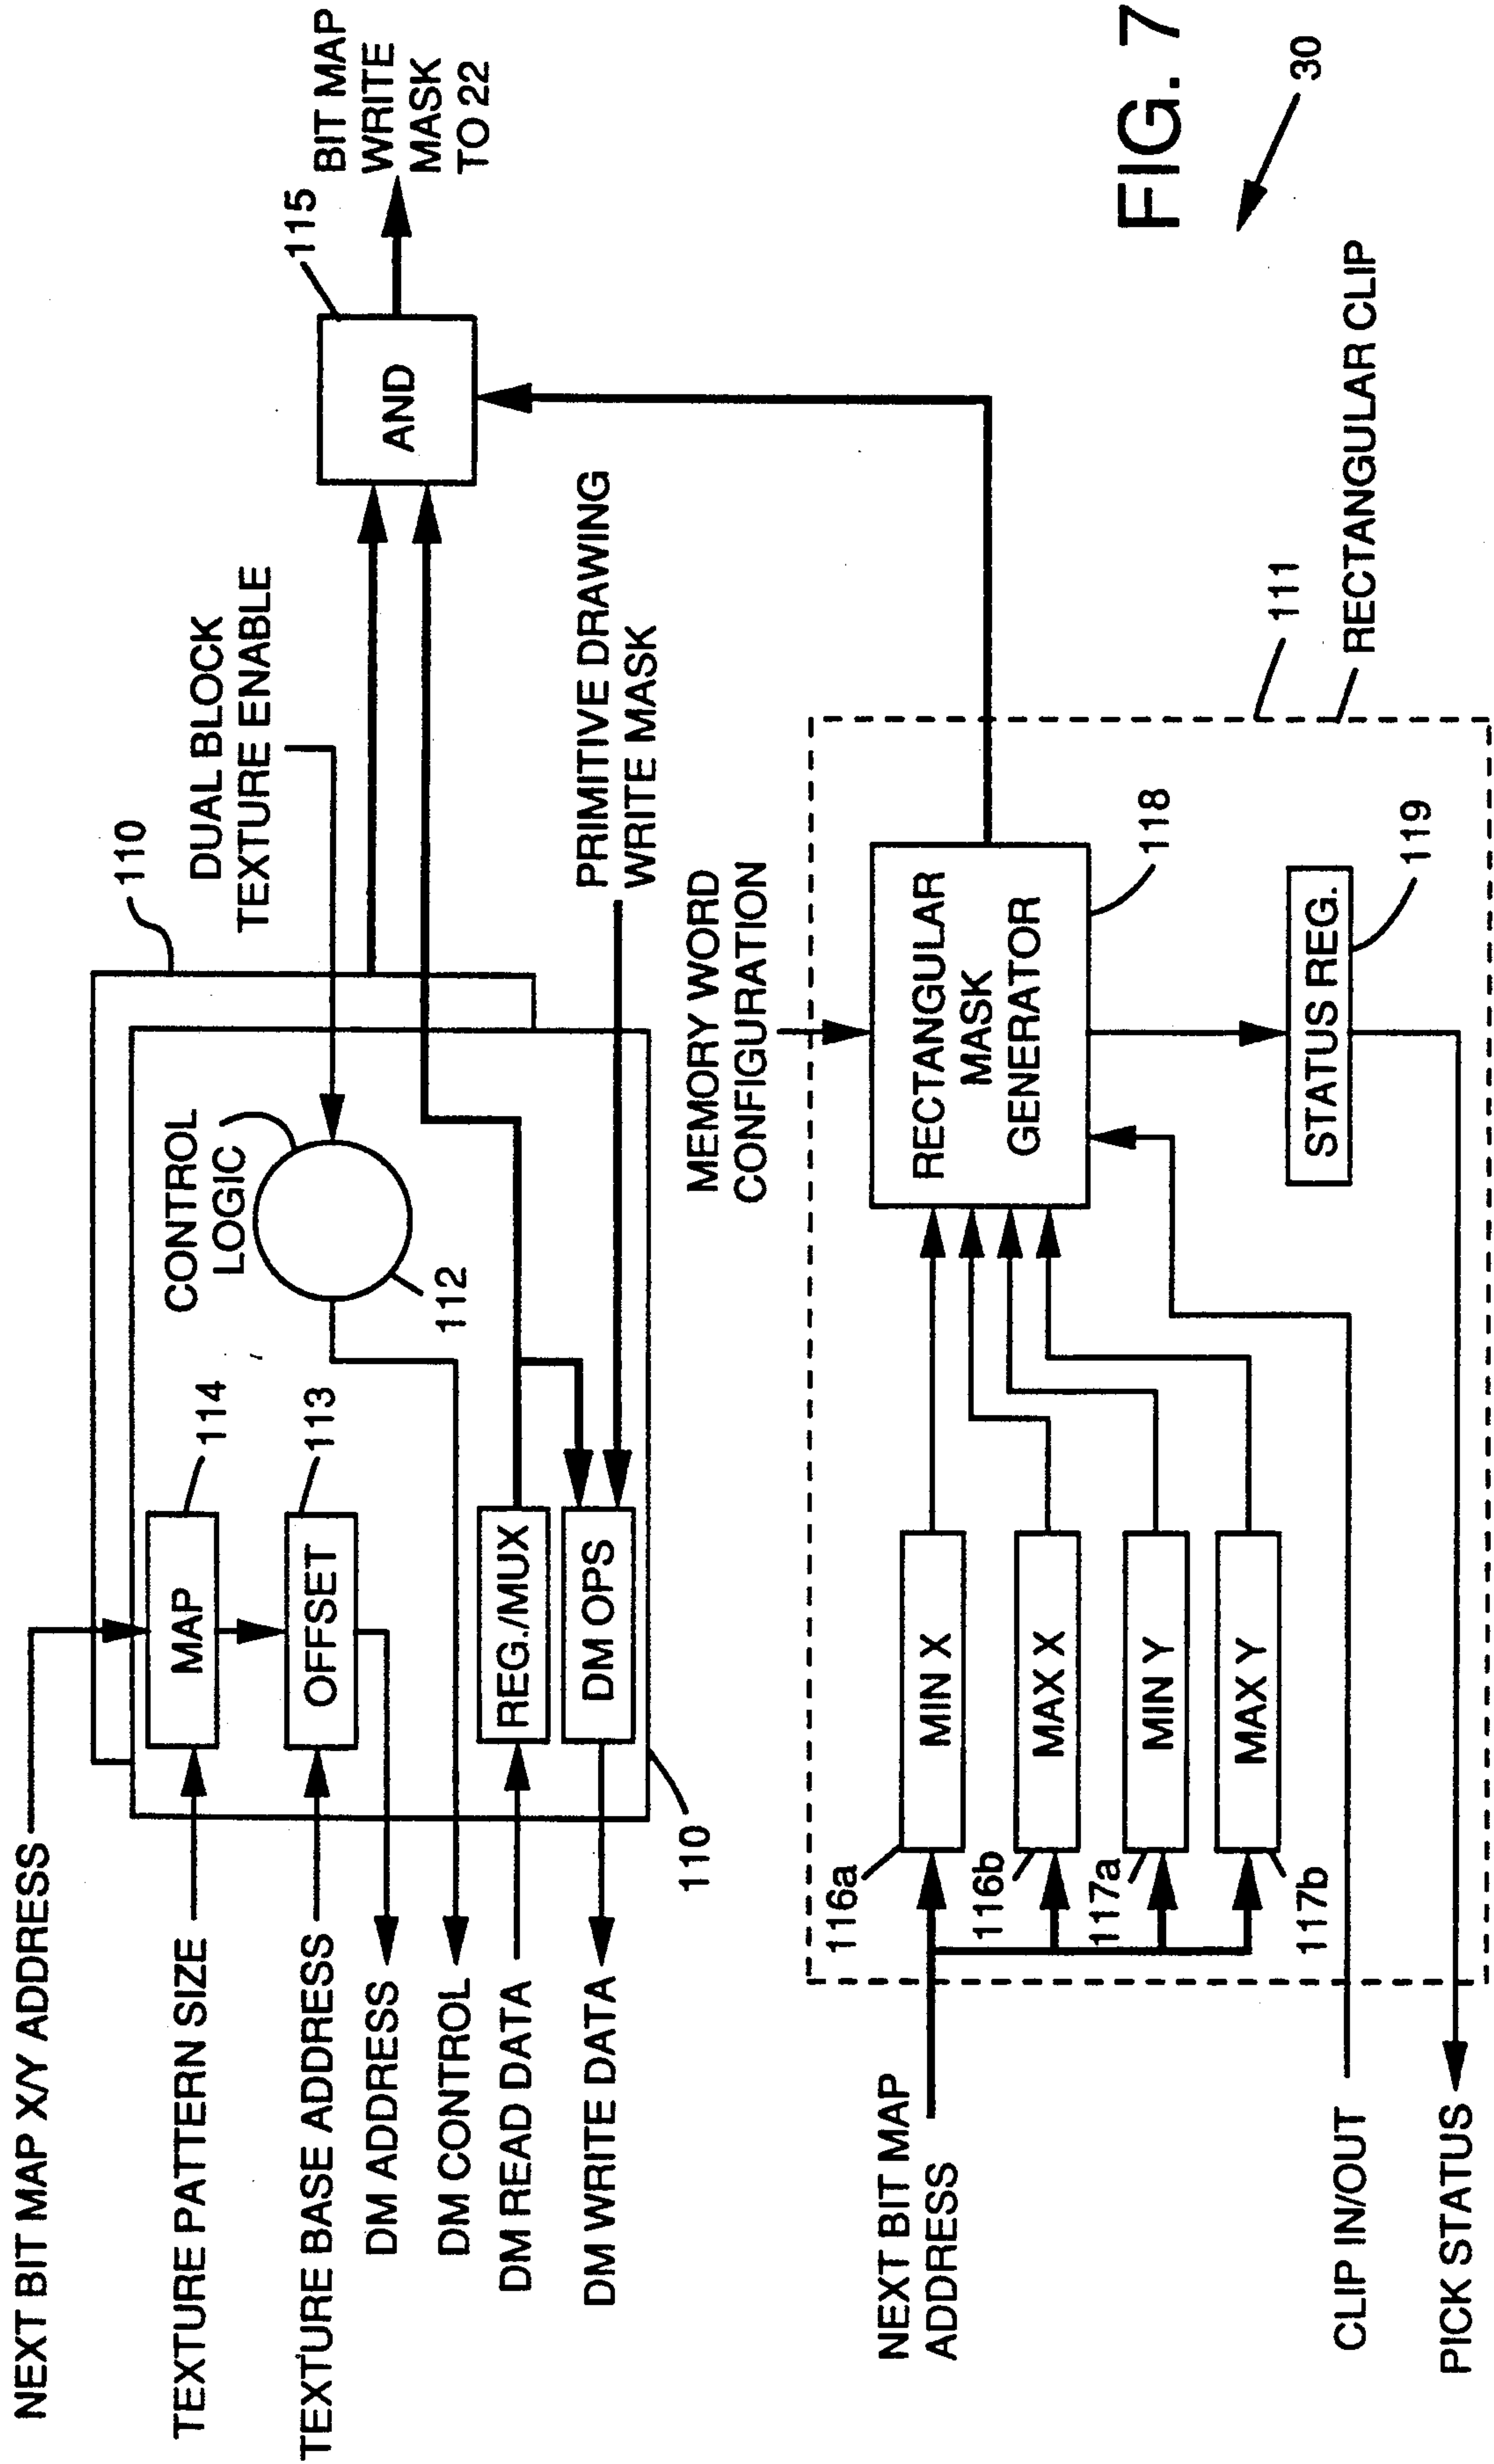 NEXT BIT MAP X/Y ADDRESS
TEXTURE PATTERN SIZE
TEXTURE BASE ADDRESS
DM ADDRESS
DM CONTROL
DM READ DATA
DM WRITE DATA
110
MAP
114
OFFSET
113
REG./MUX
DM OPS
CONTROL
LOGIC
112
110
DUAL BLOCK
TEXTURE ENABLE
PRIMITIVE DRAWING
WRITE MASK
AND
115
BIT MAP
WRITE
MASK
TO 22
NEXT BIT MAP
ADDRESS
CLIP IN/OUT
PICK STATUS
116a
116b
117a
117b
MIN X
MAX X
MIN Y
MAX Y
MEMORY WORD
CONFIGURATION
RECTANGULAR
MASK
GENERATOR
118
STATUS REG.
119
111
RECTANGULAR CLIP
30
FIG. 7